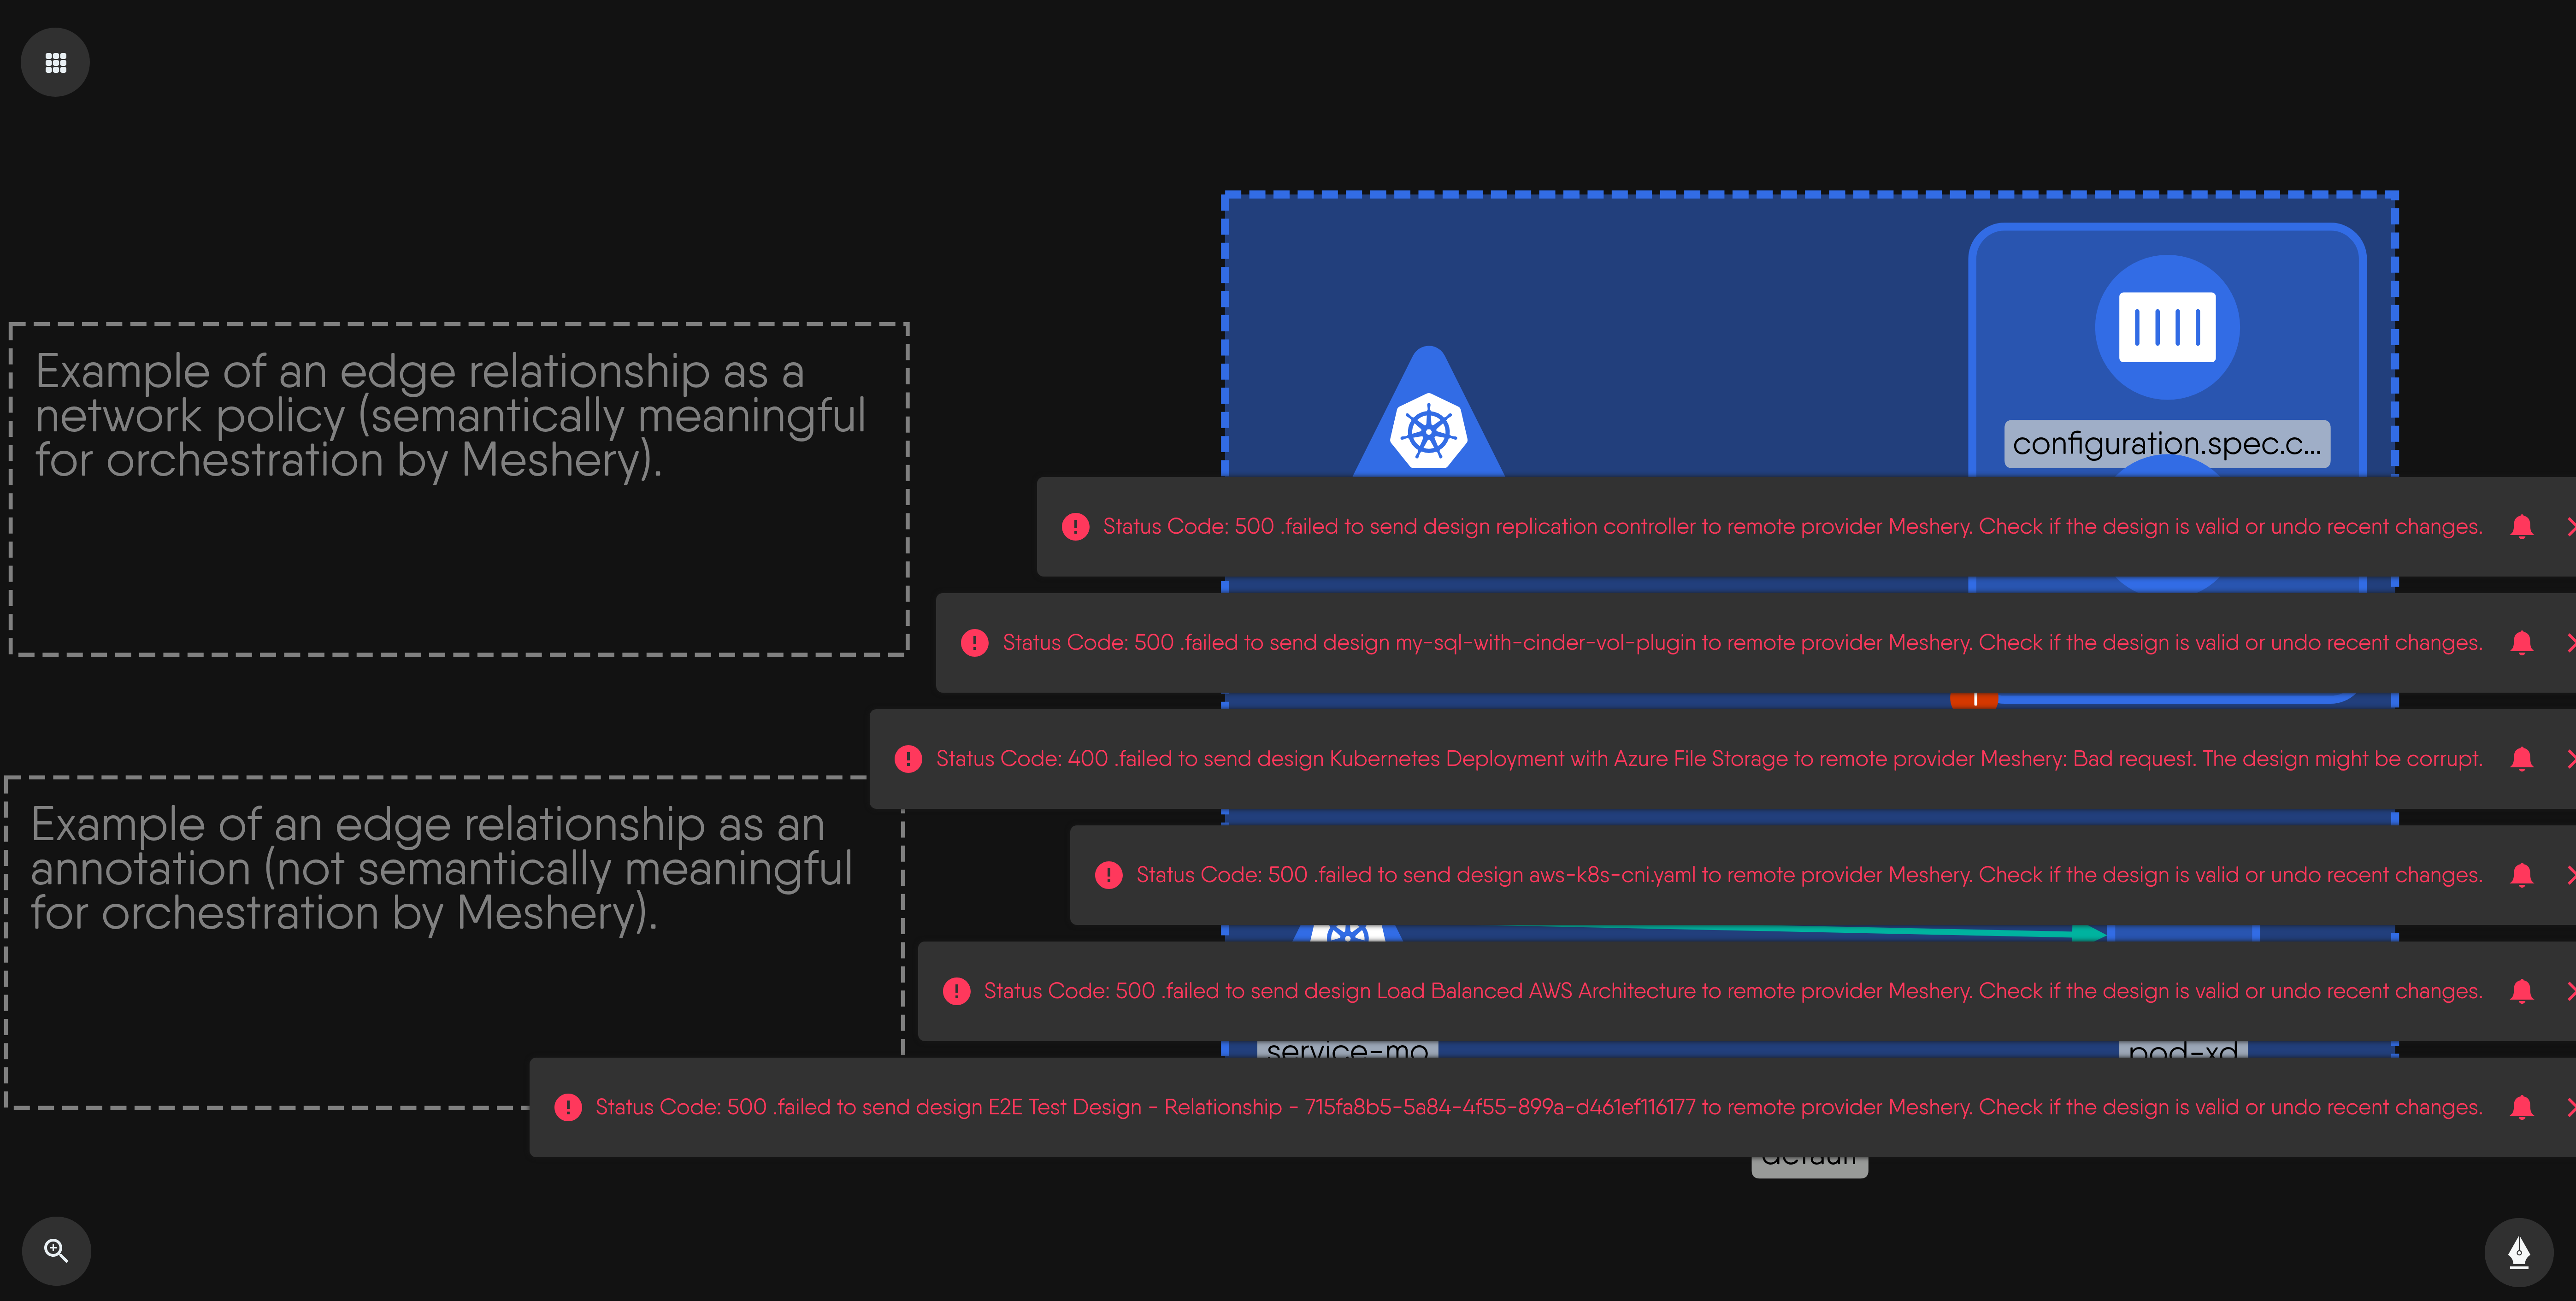 Example of an edge relationship as a
network policy (semantically meaningful
for orchestration by Meshery).
configuration.spec.c...
Status Code: 500 .failed to send design replication controller to remote provider Meshery. Check if the design is valid or undo recent changes.
Status Code: 500 .failed to send design my-sql-with-cinder-vol-plugin to remote provider Meshery. Check if the design is valid or undo recent changes.
Status Code: 400 .failed to send design Kubernetes Deployment with Azure File Storage to remote provider Meshery: Bad request. The design might be corrupt.
Example of an edge relationship as an
annotation (not semantically meaningful
for orchestration by Meshery).
Status Code: 500 .failed to send design aws-k8s-cni.yaml to remote provider Meshery. Check if the design is valid or undo recent changes.
Status Code: 500 .failed to send design Load Balanced AWS Architecture to remote provider Meshery. Check if the design is valid or undo recent changes.
service-mo
pod-xd
Status Code: 500 .failed to send design E2E Test Design - Relationship - 715fa8b5-5a84-4f55-899a-d461ef116177 to remote provider Meshery. Check if the design is valid or undo recent changes.
default